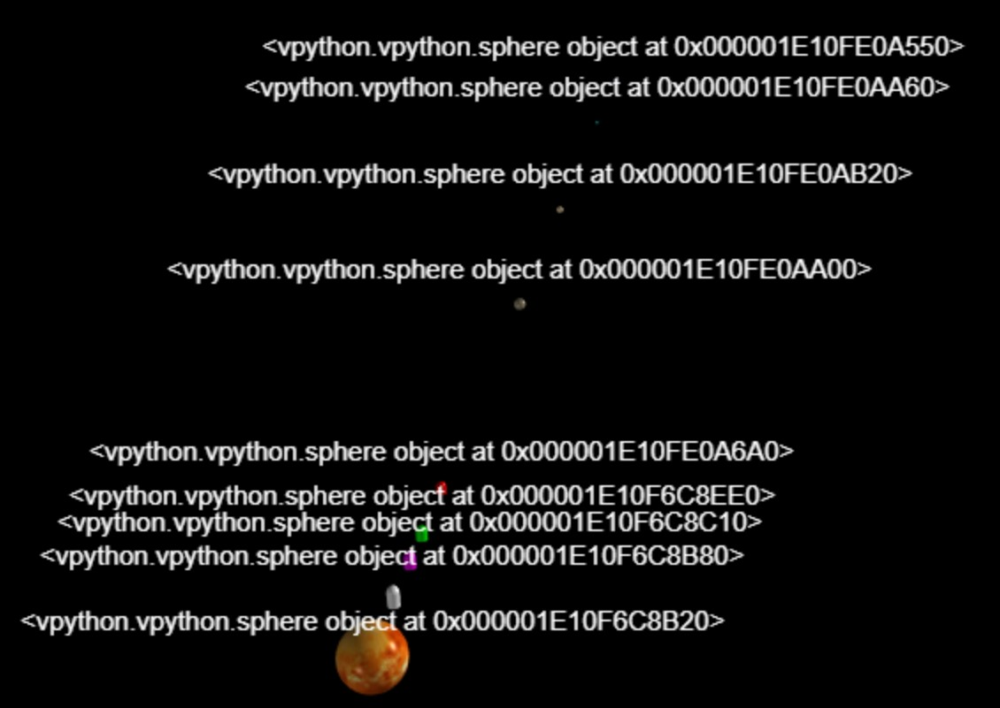 <vpython.vpython.sphere object at 0x000001E10FE0A550>
<vpython.vpython.sphere object at 0x000001E10FE0AA60>
<vpython.vpython.sphere object at 0x000001E10FE0AB20>
<vpython.vpython.sphere object at 0x000001E10FE0AA00>
<vpython.vpython.sphere object at 0x000001E10FE0A6A0>
<vpython.vpython.sphere object at 0x000001E10F6C8EE0>
<vpython.vpython.sphere object at 0x000001E10F6C8C10>
<vpython.vpython.sphere object at 0x000001E10F6C8B80>
<vpython.vpython.sphere object at 0x000001E10F6C8B20>